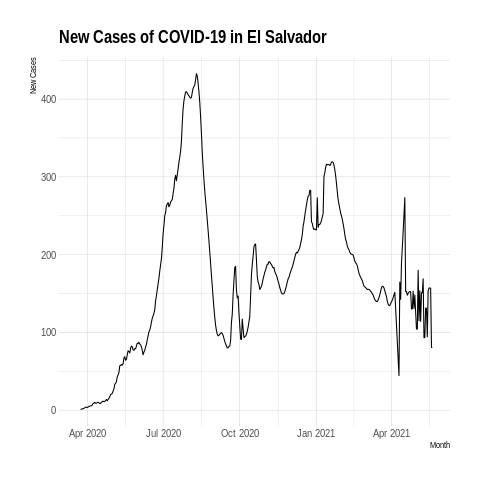 New Cases of COVID-19 in El Salvador
New Cases
400
300
200
100
0
Apr 2020 Jul 2020 Oct 2020 Jan 2021 Apr 2021
Month